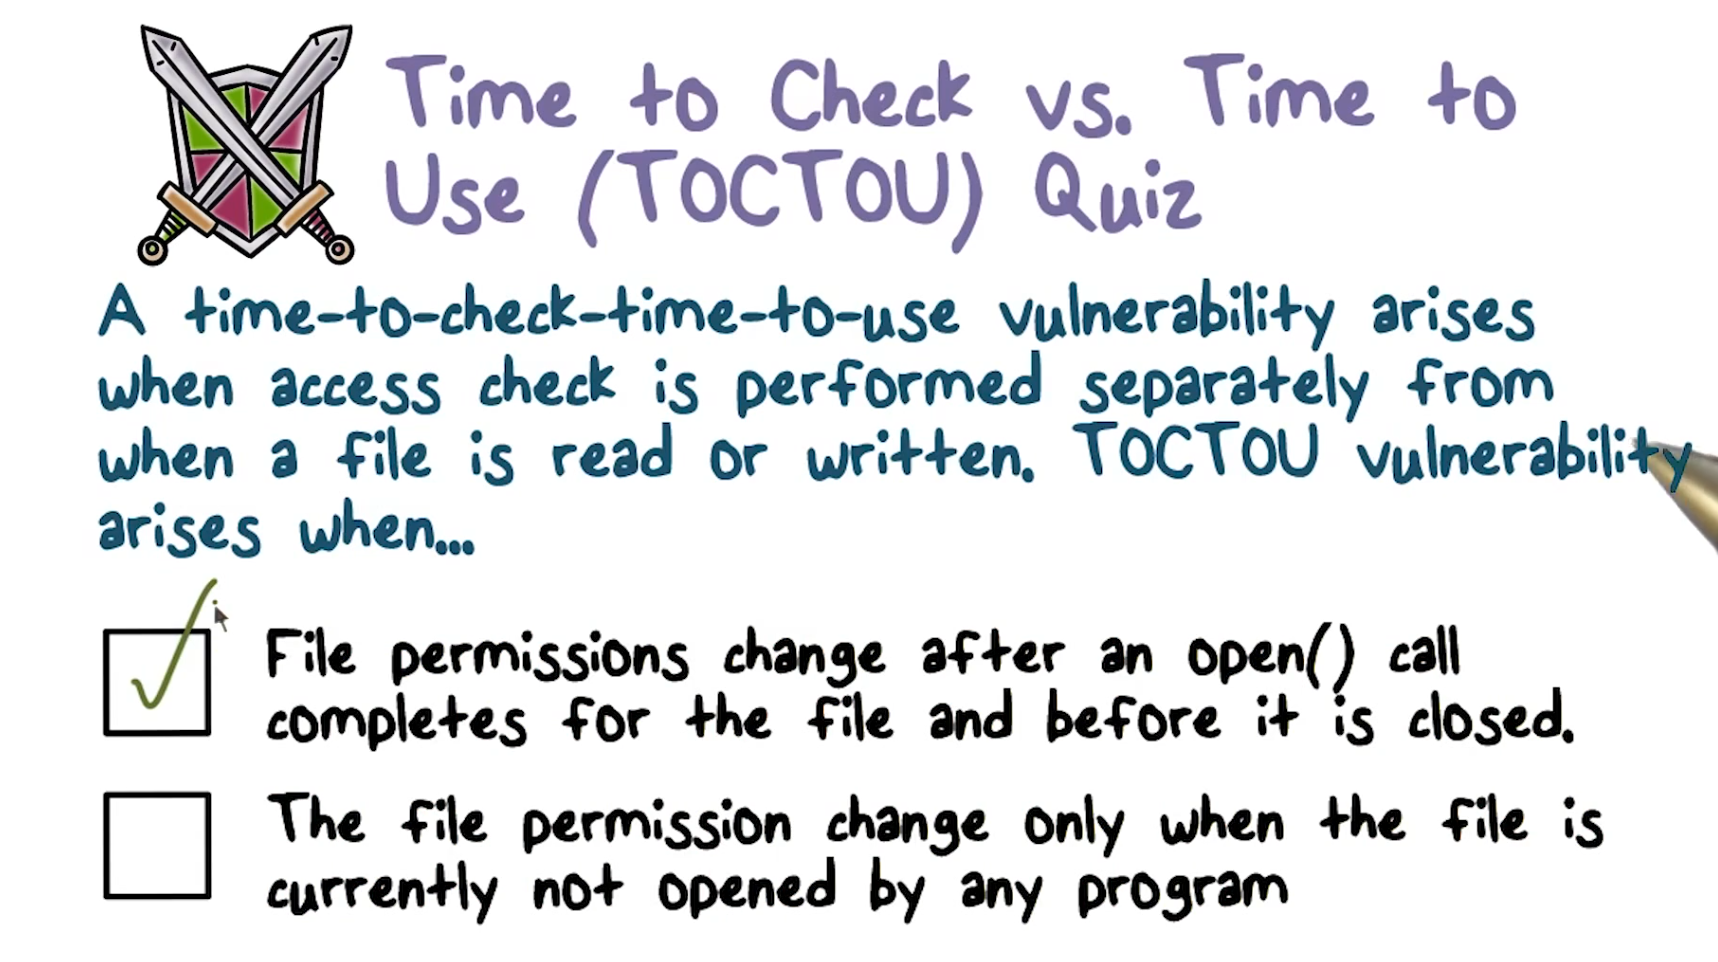 Time to Check vs. Time to
Use (TOCTOU) Quiz
A time-to-check-time-to-use vulnerability arises
when access check is performed separately from
when a file is read or written. TOCTOU vulnerability
arises when...
File permissions change after an open() call
completes for the file and before it is closed.
The file permission change only when the file is
currently not opened by any program